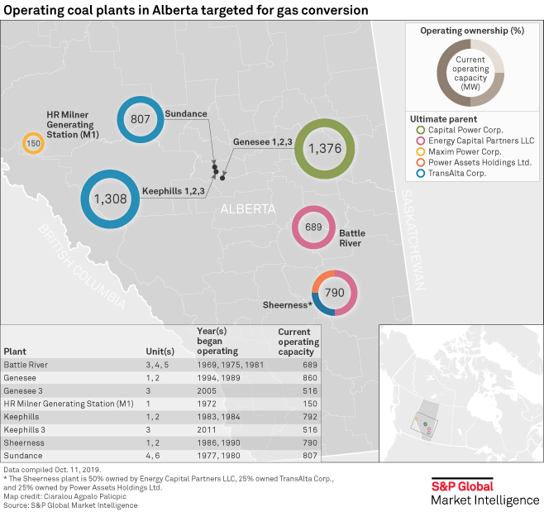 Operating coal plants in Alberta targeted for gas conversion
Operating ownership (%)
Current
operating
capacity
(MW)
Ultimate parent
Capital Power Corp.
Energy Capital Partners LLC
Maxim Power Corp.
Power Assets Holdings Ltd.
TransAlta Corp.
HR Milner
Generating
Station (M1)
150
807
Sundance
Genesee 1,2,3
1,376
1,308
Keephills 1,2,3
ALBERTA
SASKATCHEWAN
BRITISH COLUMBIA
689
Battle
River
790
Sheerness*
Plant Unit(s) Year(s) began operating Current operating capacity
Battle River 3, 4, 5 1969, 1975, 1981 689
Genesee 1, 2 1994, 1989 860
Genesee 3 3 2005 516
HR Milner Generating Station (M1) 1 1972 150
Keephills 1, 2 1983, 1984 792
Keephills 3 3 2011 516
Sheerness 1, 2 1986, 1990 790
Sundance 4, 6 1977, 1980 807
Data compiled Oct. 11, 2019.
* The Sheerness plant is 50% owned by Energy Capital Partners LLC, 25% owned TransAlta Corp.,
and 25% owned by Power Assets Holdings Ltd.
Map credit: Ciaralou Agpalo Palicpic
Source: S&P Global Market Intelligence
S&P Global
Market Intelligence